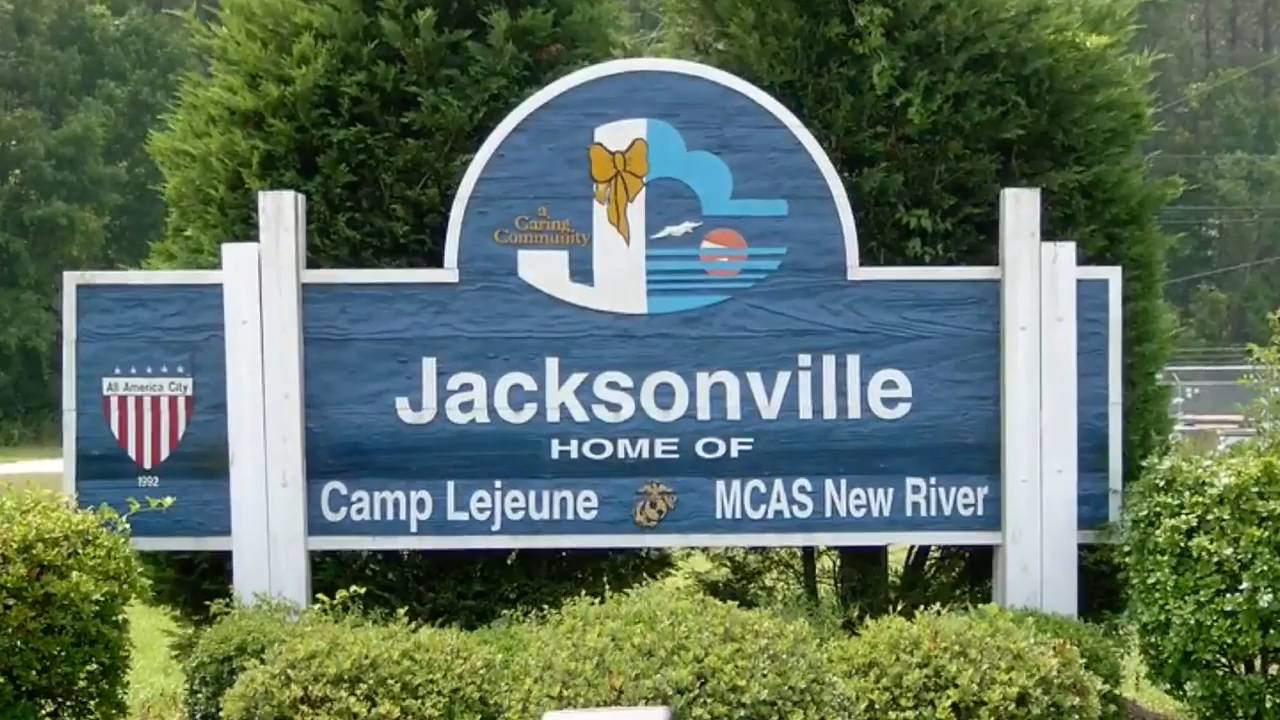 a
Caring
Community
All America City
1992
Jacksonville
HOME OF
Camp Lejeune MCAS New River